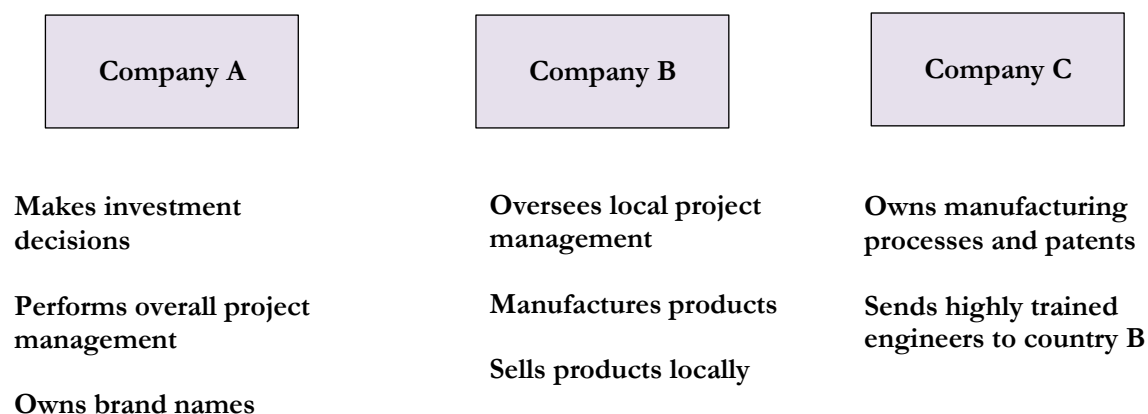 Company A
Makes investment
decisions
Performs overall project
management
Owns brand names
Company B
Oversees local project
management
Manufactures products
Sells products locally
Company C
Owns manufacturing
processes and patents
Sends highly trained
engineers to country B